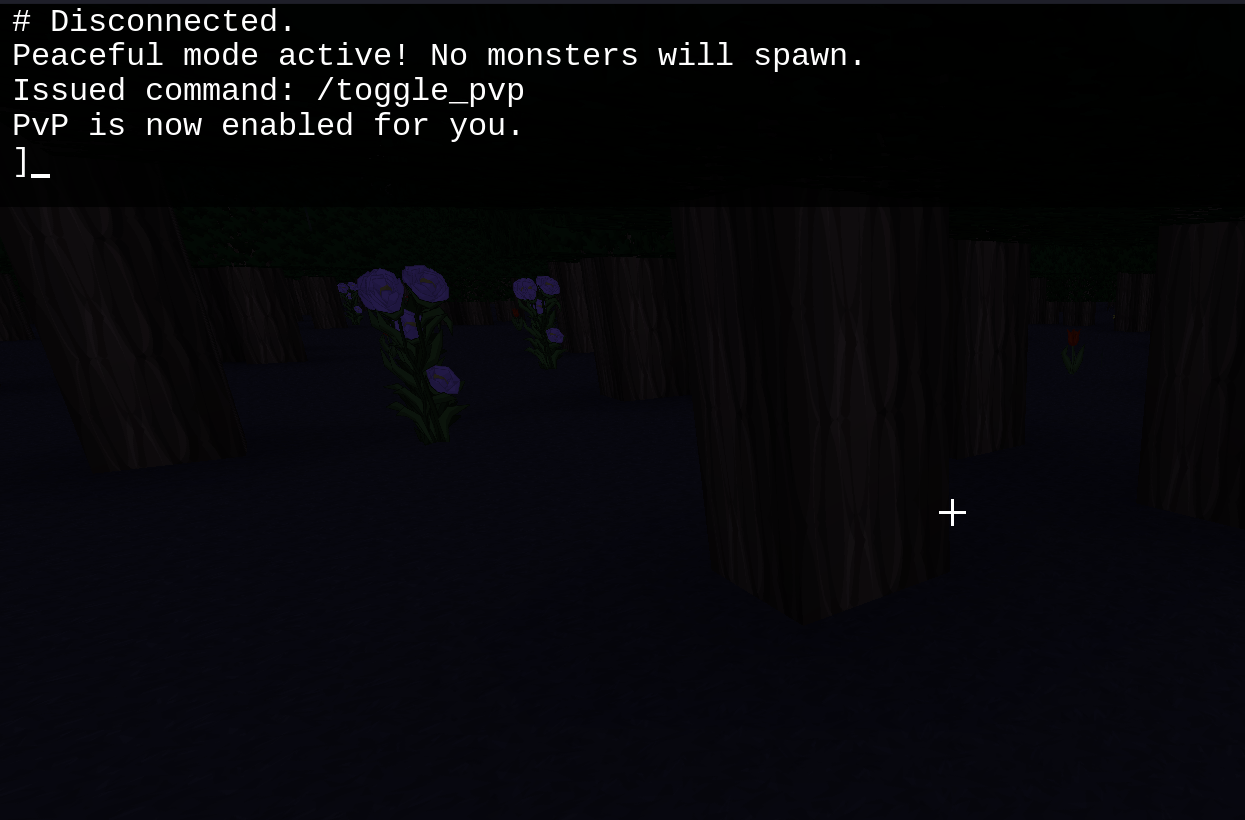 # Disconnected.
Peaceful mode active! No monsters will spawn.
Issued command: /toggle_pvp
PvP is now enabled for you.
]_